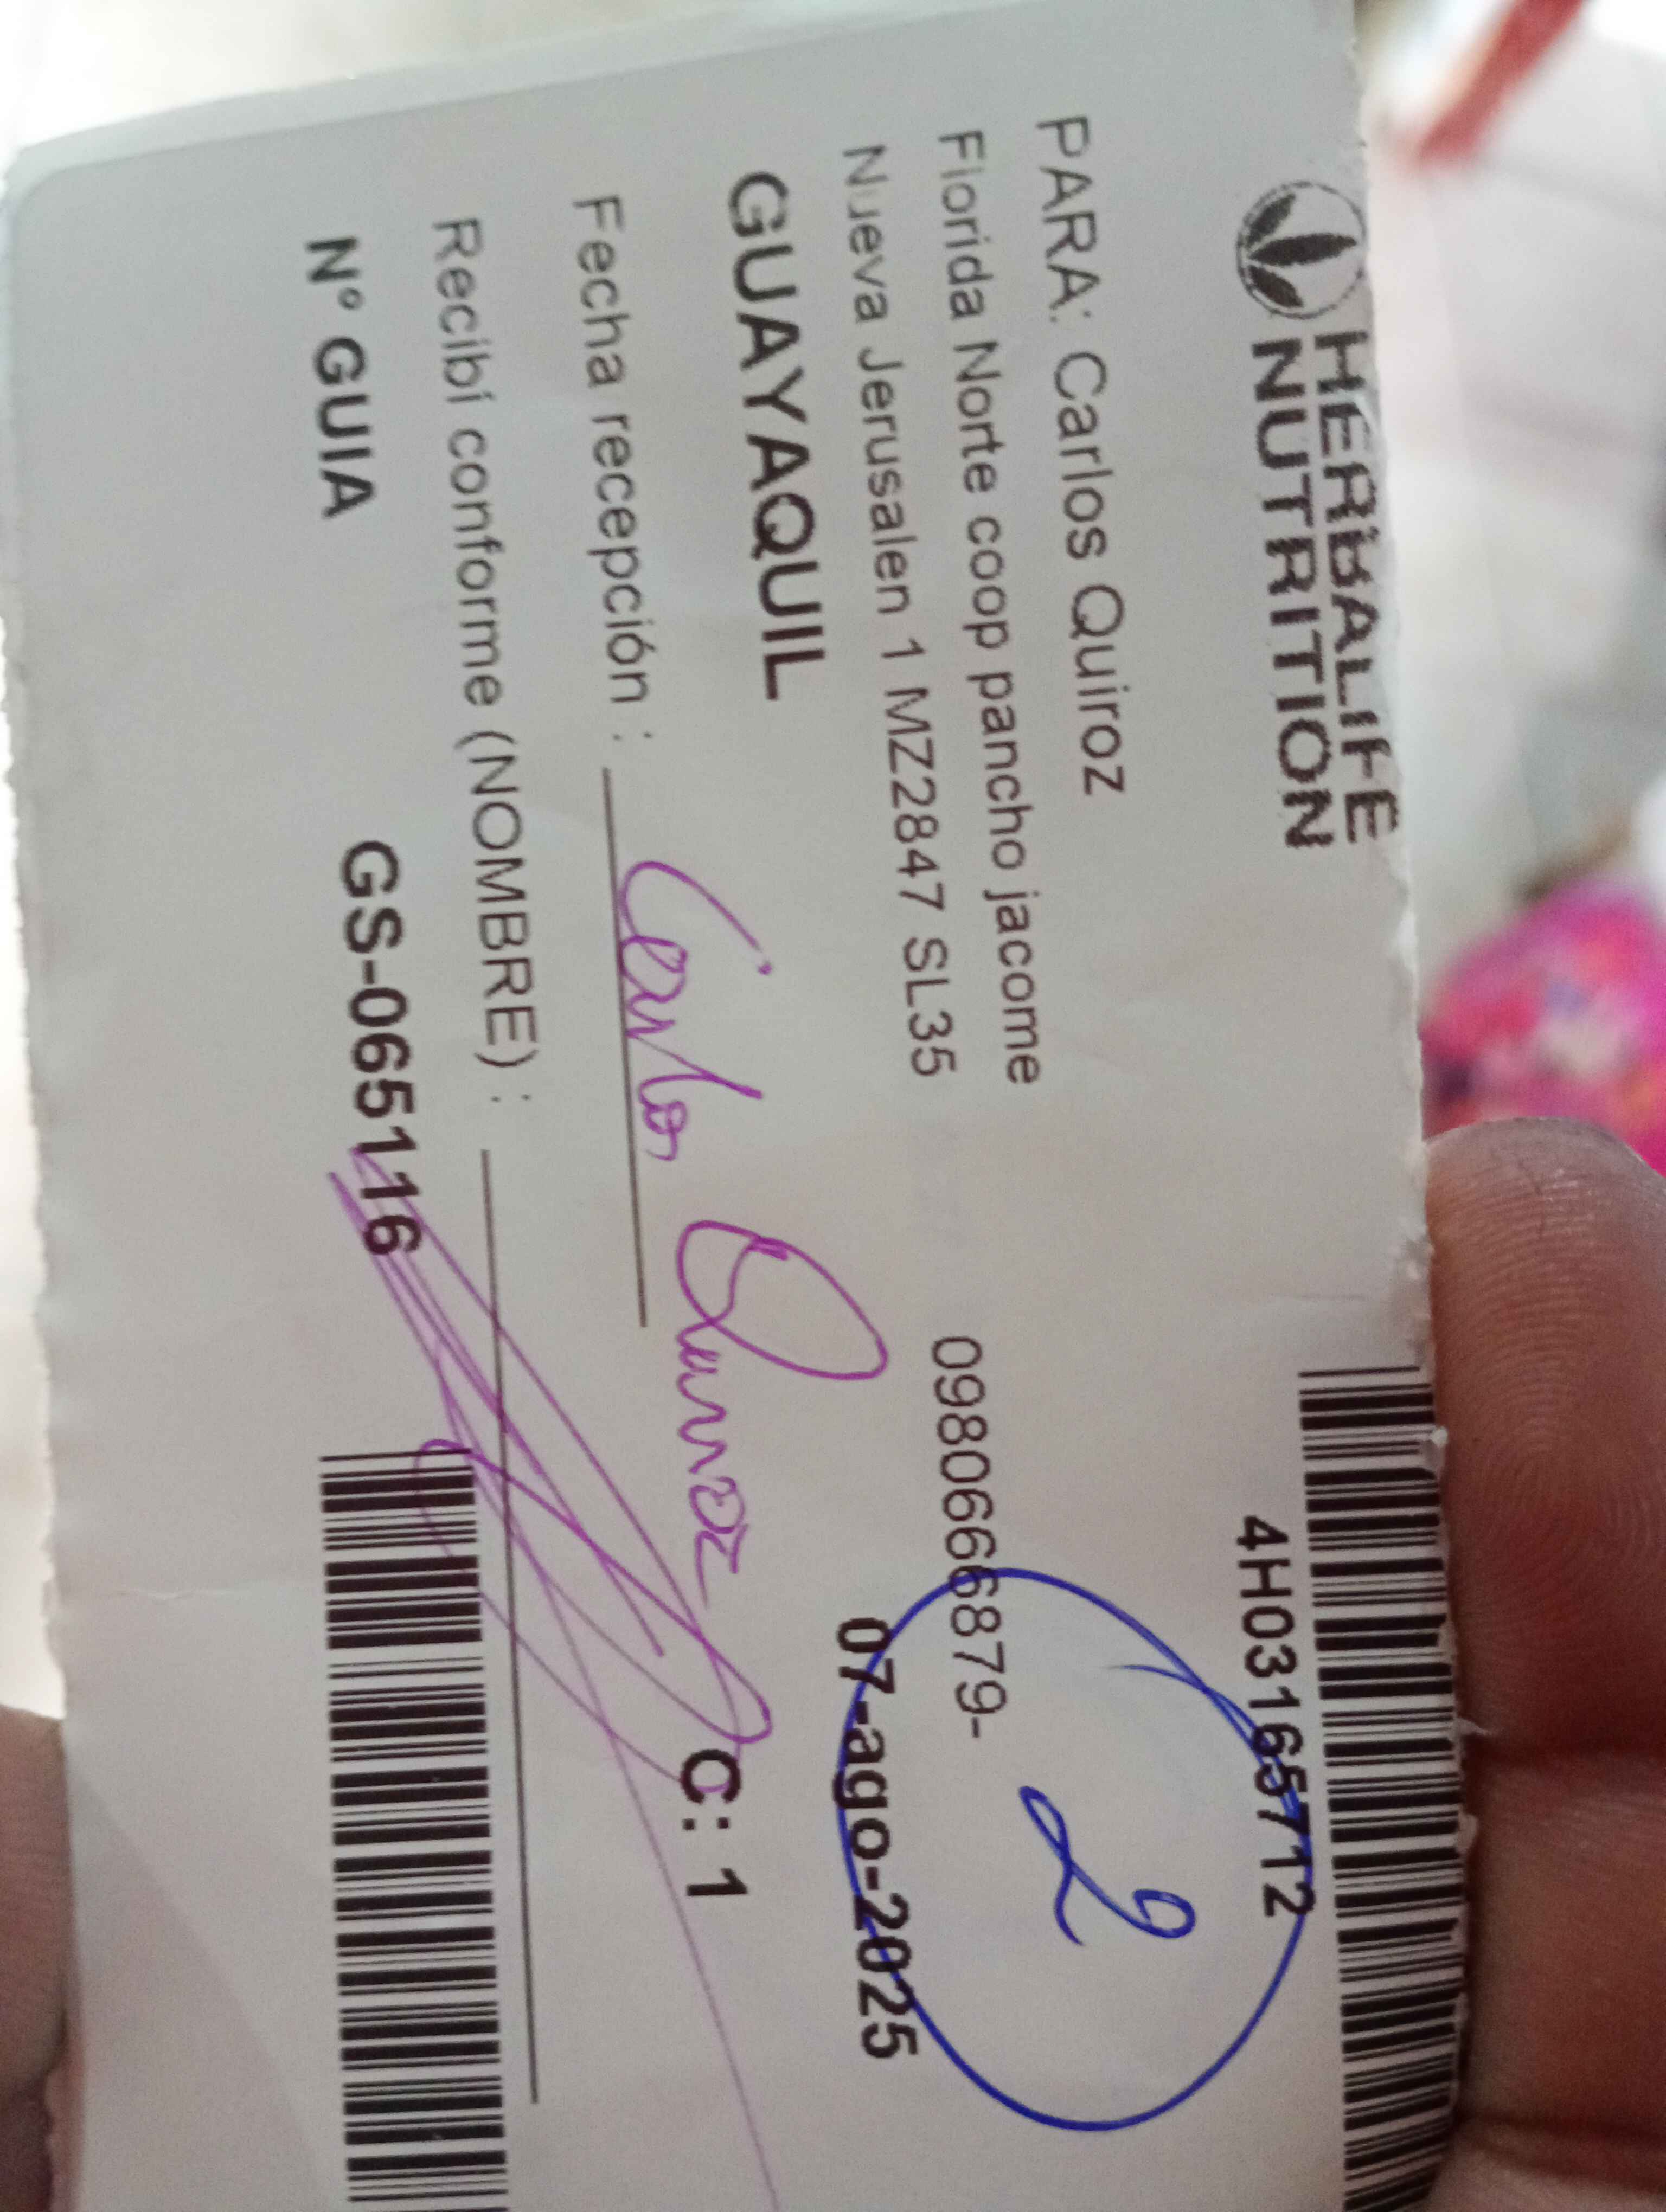 HERBALIFE
NUTRITION
4H03165712
PARA: Carlos Quiroz
Florida Norte coop pancho jacome
Nueva Jerusalen 1 MZ2847 SL35
0980666879-
2
GUAYAQUIL
07-ago-2025
Fecha recepción :
Carlos Quiroz
C: 1
Recibí conforme (NOMBRE) :
Nº GUIA
GS-065116